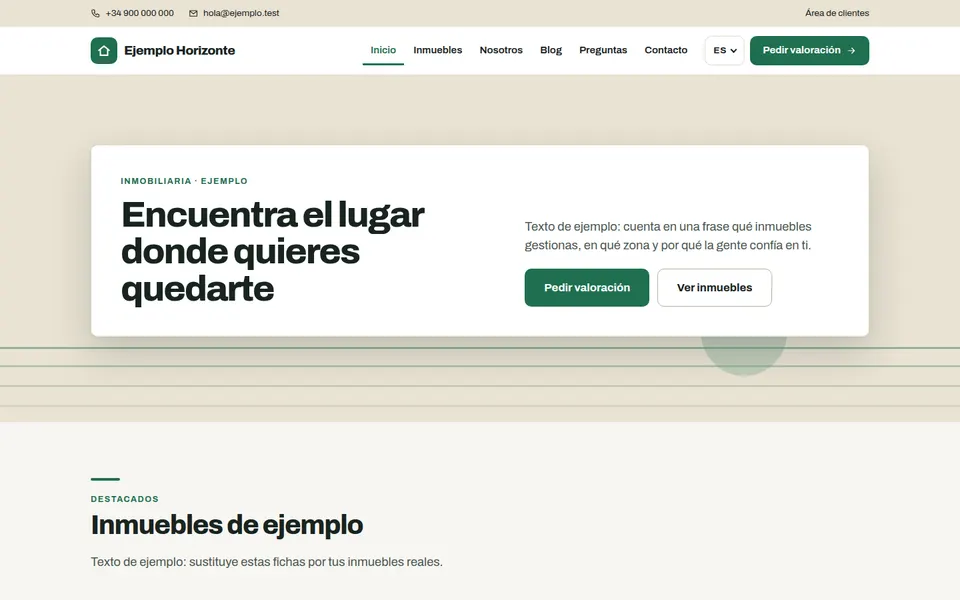 +34 900 000 000
hola@ejemplo.test
Área de clientes
Ejemplo Horizonte
Inicio
Inmuebles
Nosotros
Blog
Preguntas
Contacto
ES
Pedir valoración →
INMOBILIARIA · EJEMPLO
Encuentra el lugar
donde quieres
quedarte
Texto de ejemplo: cuenta en una frase qué inmuebles
gestionas, en qué zona y por qué la gente confía en ti.
Pedir valoración
Ver inmuebles
DESTACADOS
Inmuebles de ejemplo
Texto de ejemplo: sustituye estas fichas por tus inmuebles reales.